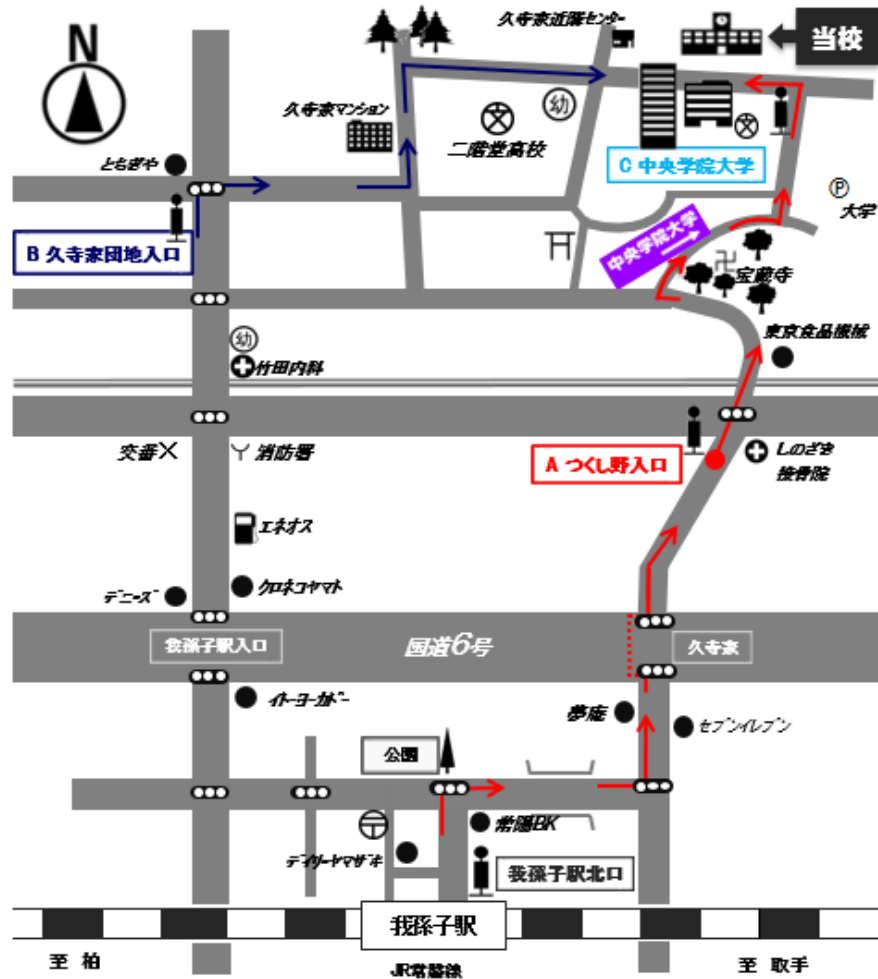 N
久寺家近隣センター
当校
久寺家マンション
幼
二階堂高校
とちぎや
C 中央学院大学
P
大学
B 久寺家団地入口
中央学院大学
宝蔵寺
幼
竹田内科
東京食品機械
交番
消防署
A つくし野入口
しのざき
接骨院
エネオス
デニーズ
クロネコヤマト
我孫子駅入口
国道6号
久寺家
イトーヨーカドー
夢庵
セブンイレブン
公園
常陽BK
デイリーヤマザキ
我孫子駅北口
我孫子駅
至 柏
JR常磐線
至 取手